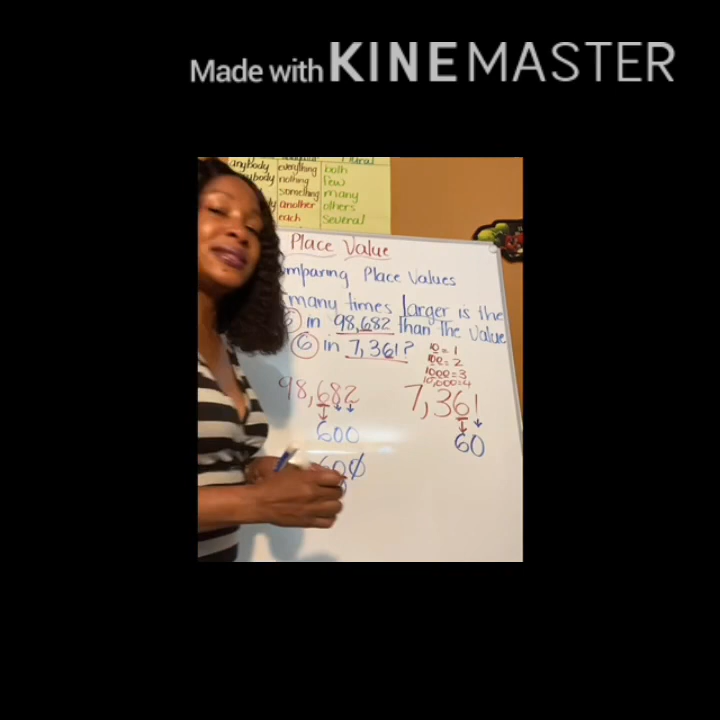 Made with KINEMASTER
anybody everything both
nothing few
something many
another others
each Several
Place Value
mparing Place Values
many times larger is the
in 98,682 than the value
6 in 7,361?
10=1
100=2
1000=3
10,000=4
98,682
7,361
600
60
600